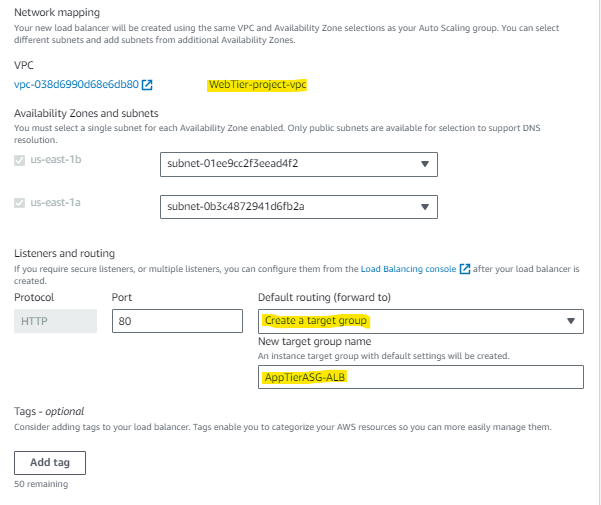 Network mapping
Your new load balancer will be created using the same VPC and Availability Zone selections as your Auto Scaling group. You can select
different subnets and add subnets from additional Availability Zones.
VPC
vpc-038d6990d68e6db80
WebTier-project-vpc
Availability Zones and subnets
You must select a single subnet for each Availability Zone enabled. Only public subnets are available for selection to support DNS
resolution.
us-east-1b
subnet-01ee9cc2f3eead4f2
us-east-1a
subnet-0b3c4872941d6fb2a
Listeners and routing
If you require secure listeners, or multiple listeners, you can configure them from the Load Balancing console after your load balancer is
created.
Protocol Port Default routing (forward to)
HTTP 80 Create a target group
New target group name
An instance target group with default settings will be created.
AppTierASG-ALB
Tags - optional
Consider adding tags to your load balancer. Tags enable you to categorize your AWS resources so you can more easily manage them.
Add tag
50 remaining